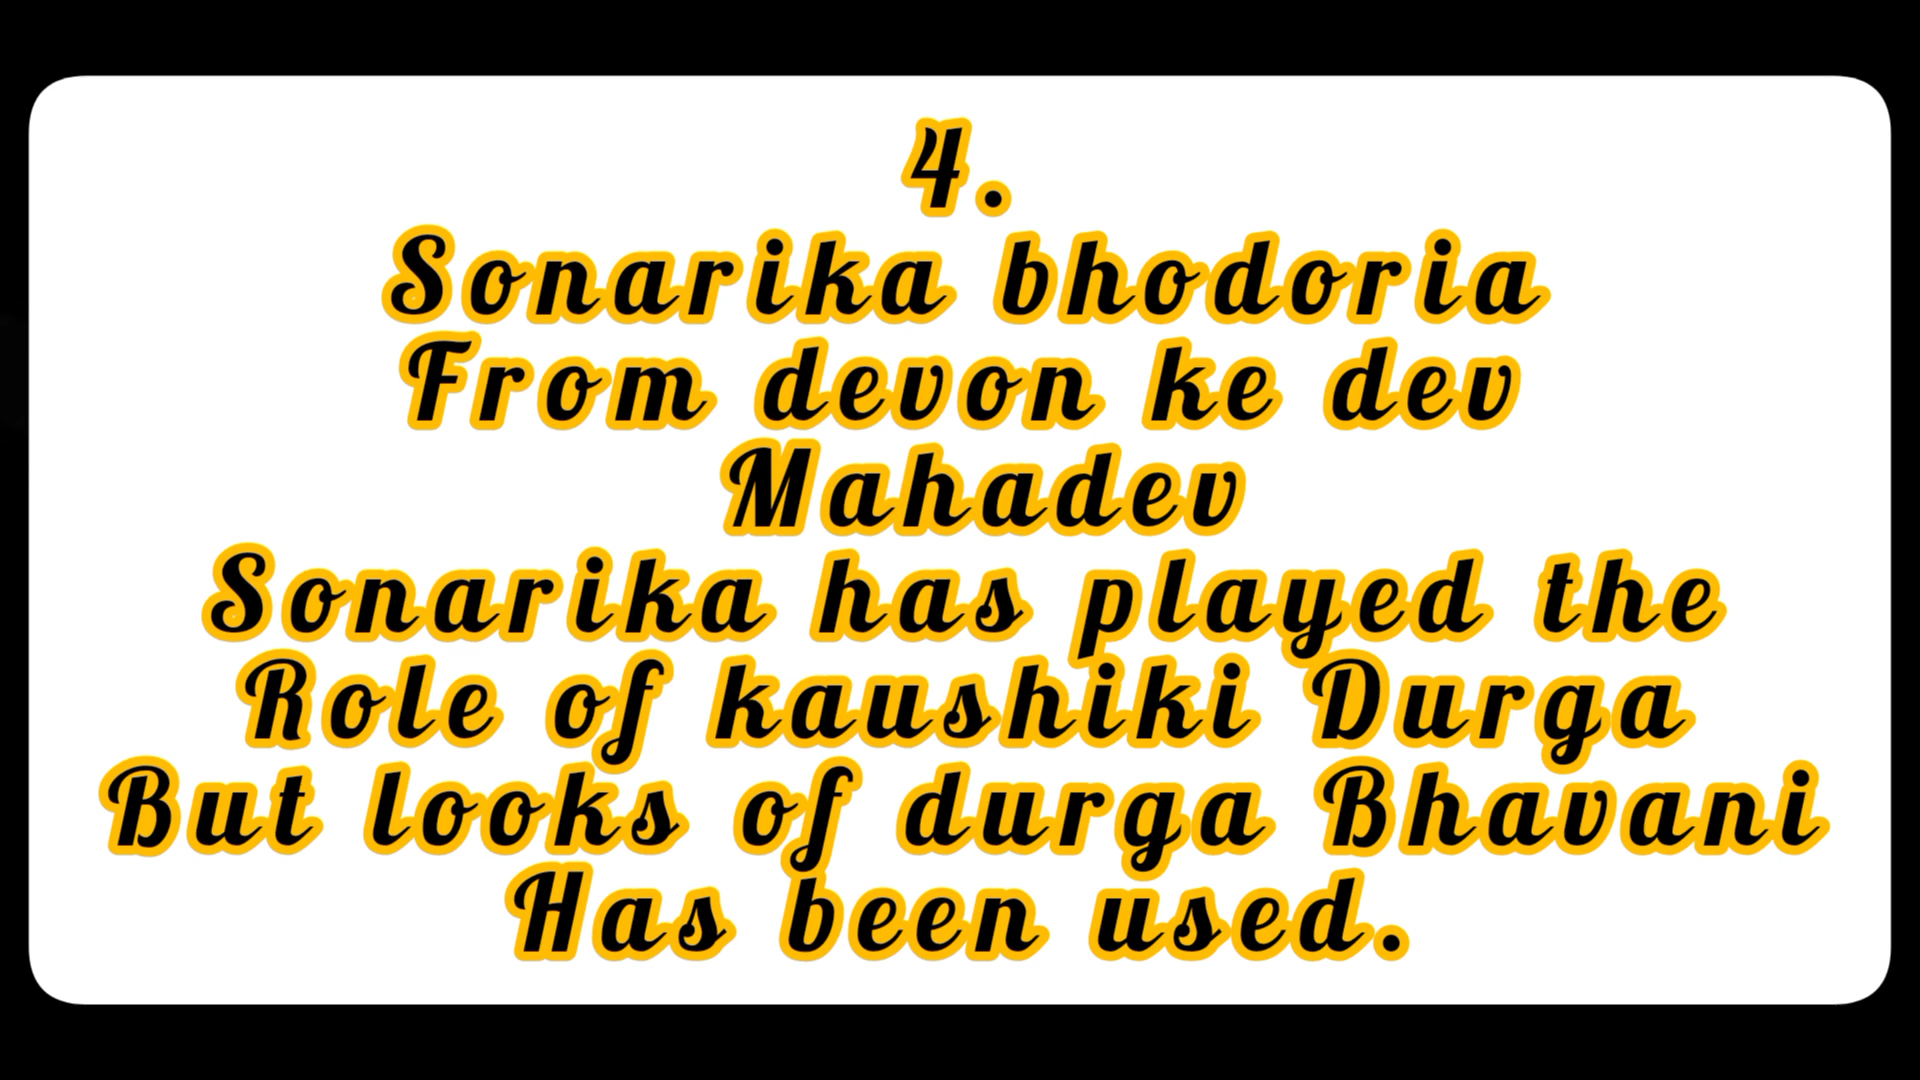 4.
Sonarika bhodoria
From devon ke dev
Mahadev
Sonarika has played the
Role of kaushiki Durga
But looks of durga Bhavani
Has been used.